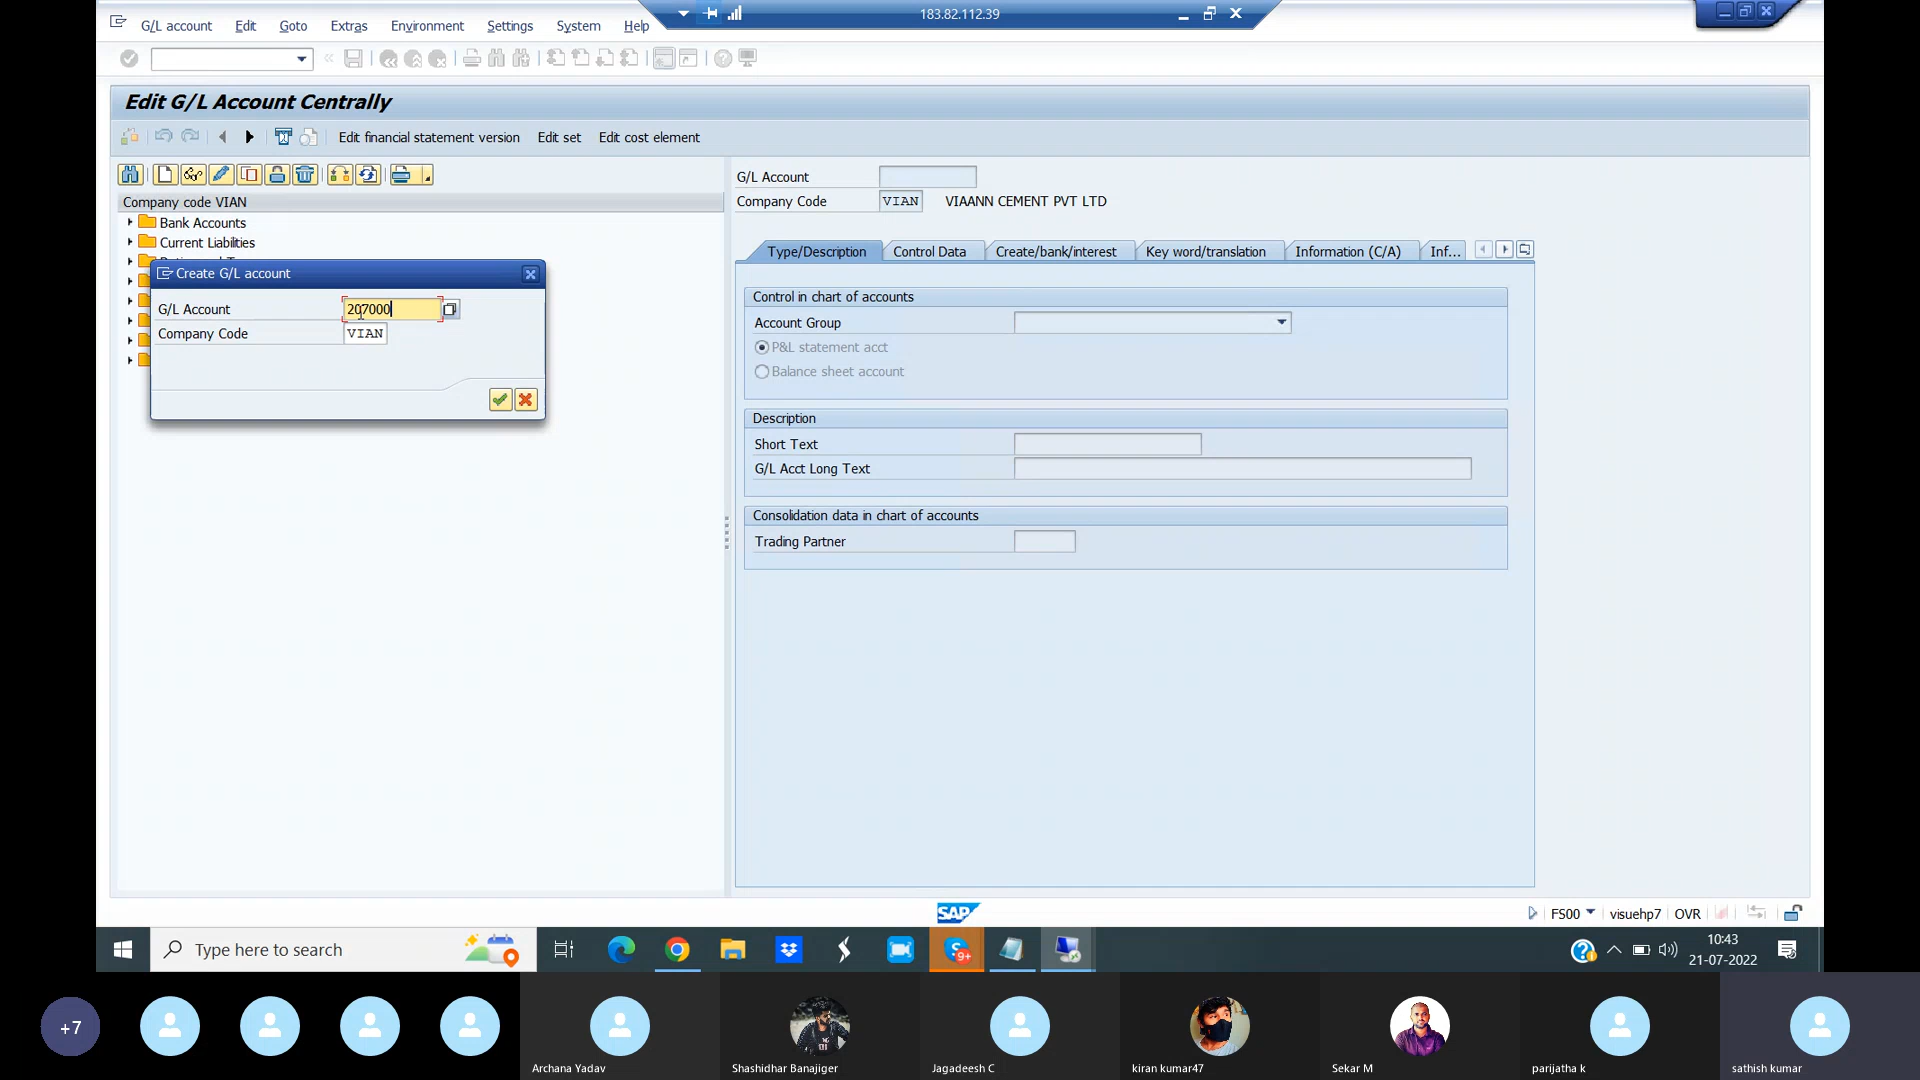 183.82.112.39
G/L account Edit Goto Extras Environment Settings System Help
Edit G/L Account Centrally
Edit financial statement version Edit set Edit cost element
Company code VIAN
Bank Accounts
Current Liabilities
Create G/L account
G/L Account 207000
Company Code VIAN
G/L Account
Company Code VIAN VIAANN CEMENT PVT LTD
Type/Description Control Data Create/bank/interest Key word/translation Information (C/A) Inf...
Control in chart of accounts
Account Group
P&L statement acct
Balance sheet account
Description
Short Text
G/L Acct Long Text
Consolidation data in chart of accounts
Trading Partner
SAP
FS00 visuehp7 OVR
Type here to search
9+
10:43
21-07-2022
+7
Archana Yadav
Shashidhar Banajiger
Jagadeesh C
kiran kumar47
Sekar M
parijatha k
sathish kumar